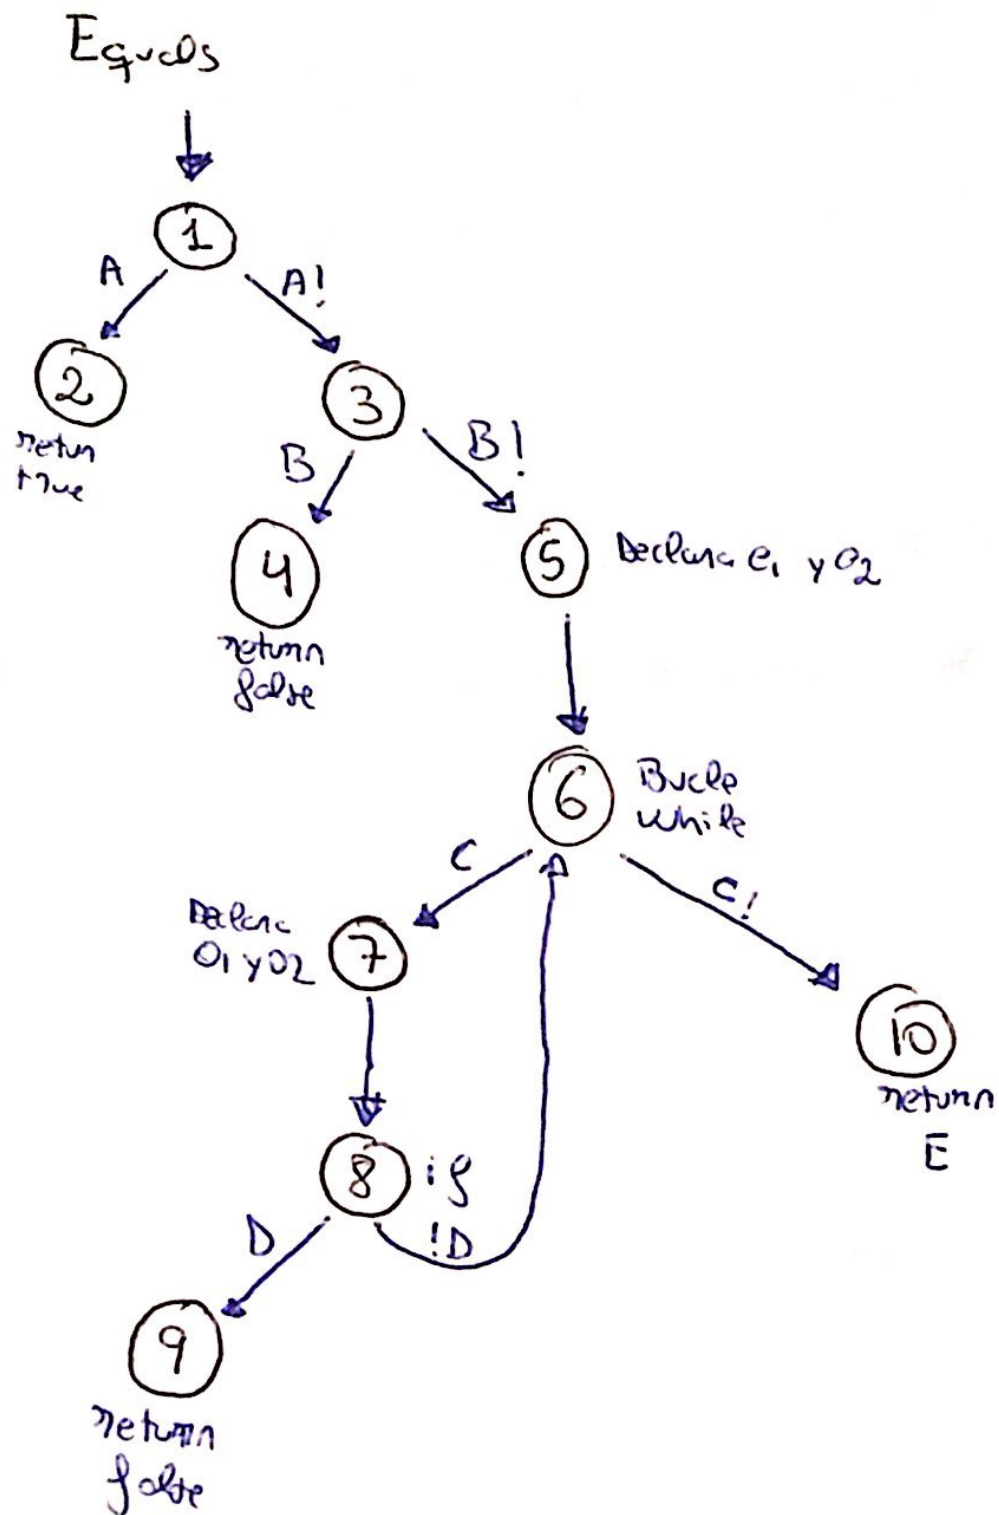 Equals
1
A
A!
2
3
retur
true
B
B!
4
5
Declara e1 y e2
return
false
6
Bucle
while
C
C!
Declara
O1 y O2
7
10
return
E
8
if
D
!D
9
return
false